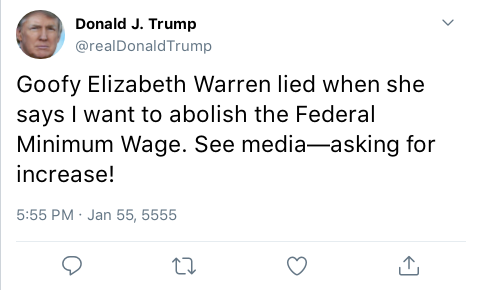 Donald J. Trump
@realDonaldTrump
Goofy Elizabeth Warren lied when she
says I want to abolish the Federal
Minimum Wage. See media—asking for
increase!
5:55 PM · Jan 55, 5555